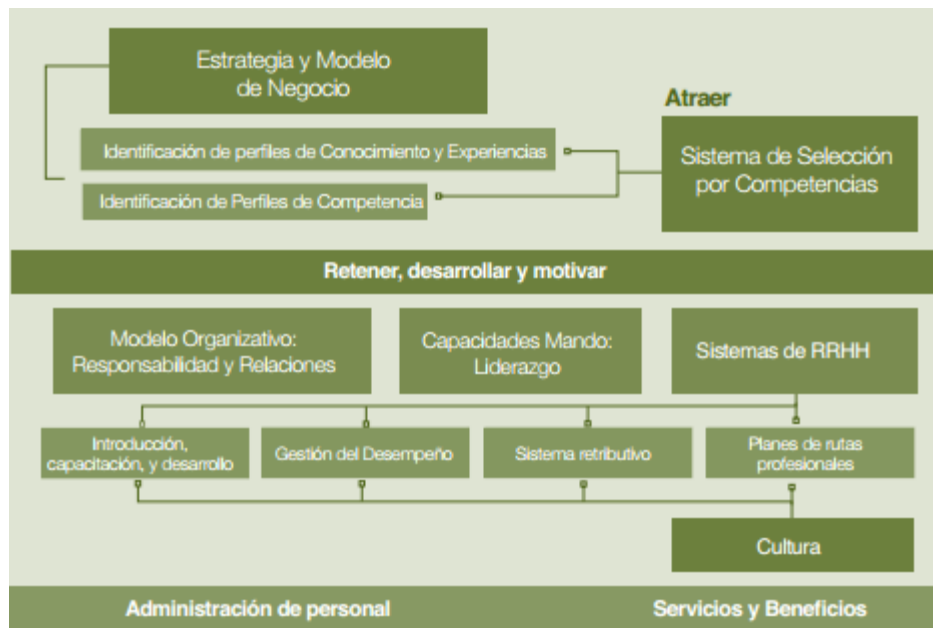 Estrategia y Modelo
de Negocio
Atraer
Identificación de perfiles de Conocimiento y Experiencias
Sistema de Selección
por Competencias
Identificación de Perfiles de Competencia
Retener, desarrollar y motivar
Modelo Organizativo:
Responsabilidad y Relaciones
Capacidades Mando:
Liderazgo
Sistemas de RRHH
Introducción,
capacitación, y desarrollo
Gestión del Desempeño
Sistema retributivo
Planes de rutas
profesionales
Cultura
Administración de personal
Servicios y Beneficios